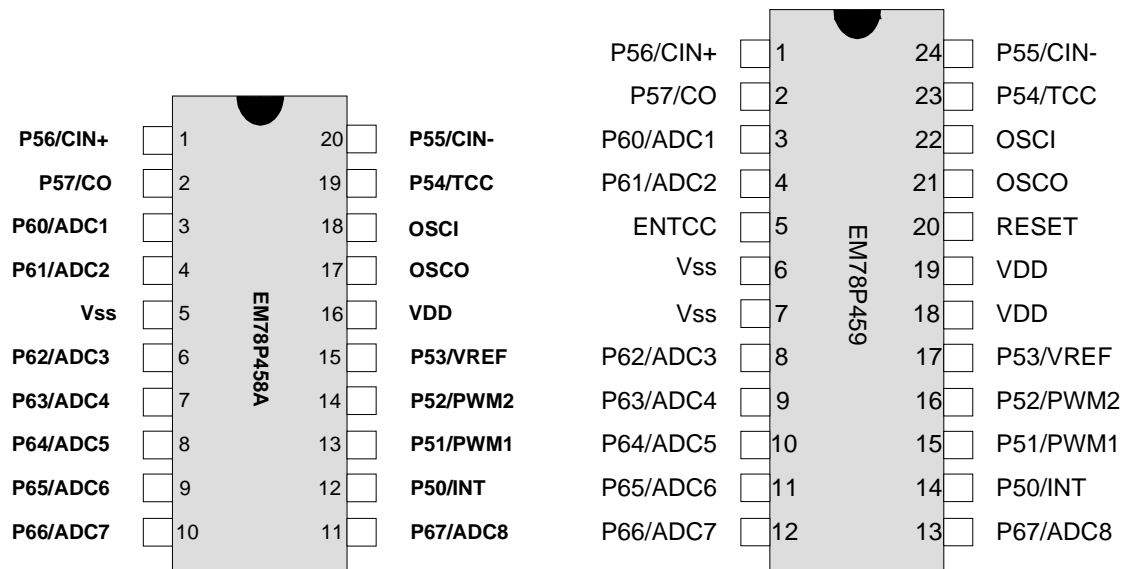 P56/CIN+ 1 20 P55/CIN-
P57/CO 2 19 P54/TCC
P60/ADC1 3 18 OSCI
P61/ADC2 4 17 OSCO
Vss 5 16 VDD
P62/ADC3 6 15 P53/VREF
P63/ADC4 7 14 P52/PWM2
P64/ADC5 8 13 P51/PWM1
P65/ADC6 9 12 P50/INT
P66/ADC7 10 11 P67/ADC8
EM78P458A
P56/CIN+ 1 24 P55/CIN-
P57/CO 2 23 P54/TCC
P60/ADC1 3 22 OSCI
P61/ADC2 4 21 OSCO
ENTCC 5 20 RESET
Vss 6 19 VDD
Vss 7 18 VDD
P62/ADC3 8 17 P53/VREF
P63/ADC4 9 16 P52/PWM2
P64/ADC5 10 15 P51/PWM1
P65/ADC6 11 14 P50/INT
P66/ADC7 12 13 P67/ADC8
EM78P459